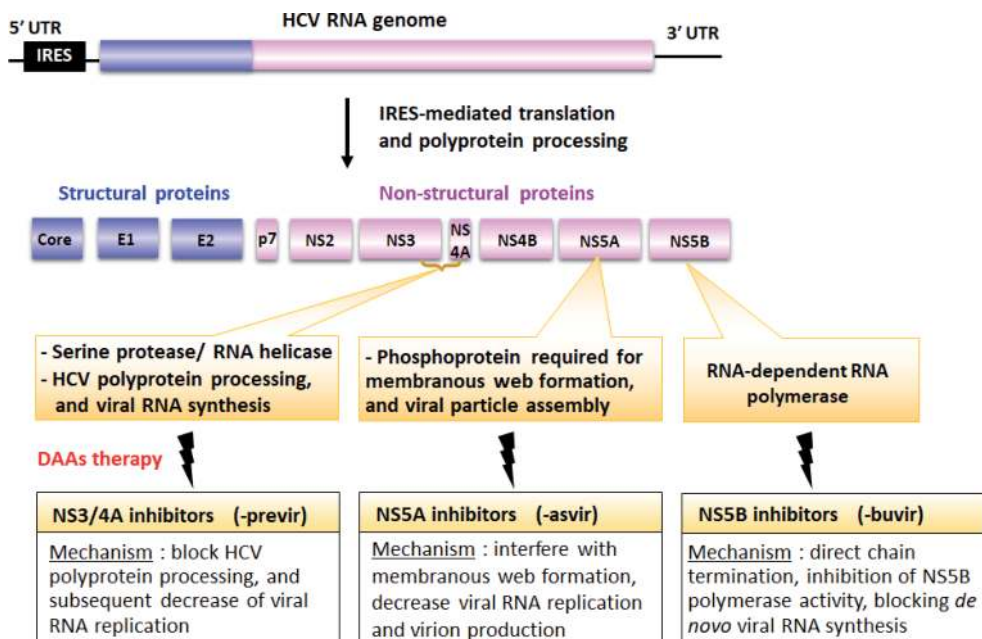 HCV RNA genome
5' UTR
3' UTR
IRES
IRES-mediated translation
and polyprotein processing
Structural proteins
Non-structural proteins
Core
E1
E2
p7
NS2
NS3
NS
4A
NS4B
NS5A
NS5B
- Serine protease/ RNA helicase
- HCV polyprotein processing,
and viral RNA synthesis
- Phosphoprotein required for
membranous web formation,
and viral particle assembly
RNA-dependent RNA
polymerase
DAAs therapy
NS3/4A inhibitors (-previr)
Mechanism : block HCV
polyprotein processing, and
subsequent decrease of viral
RNA replication
NS5A inhibitors (-asvir)
Mechanism : interfere with
membranous web formation,
decrease viral RNA replication
and virion production
NS5B inhibitors (-buvir)
Mechanism : direct chain
termination, inhibition of NS5B
polymerase activity, blocking de
novo viral RNA synthesis